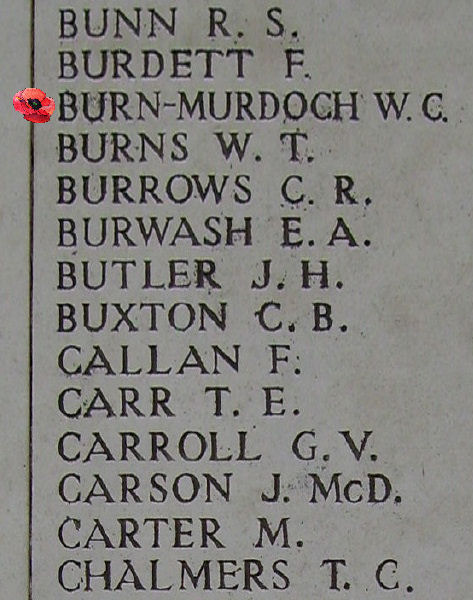 BUNN R. S.
BURDETT F.
BURN-MURDOCH W. C.
BURNS W. T.
BURROWS C. R.
BURWASH E. A.
BUTLER J. H.
BUXTON C. B.
CALLAN F.
CARR T. E.
CARROLL G. V.
CARSON J. McD.
CARTER M.
CHALMERS T. C.